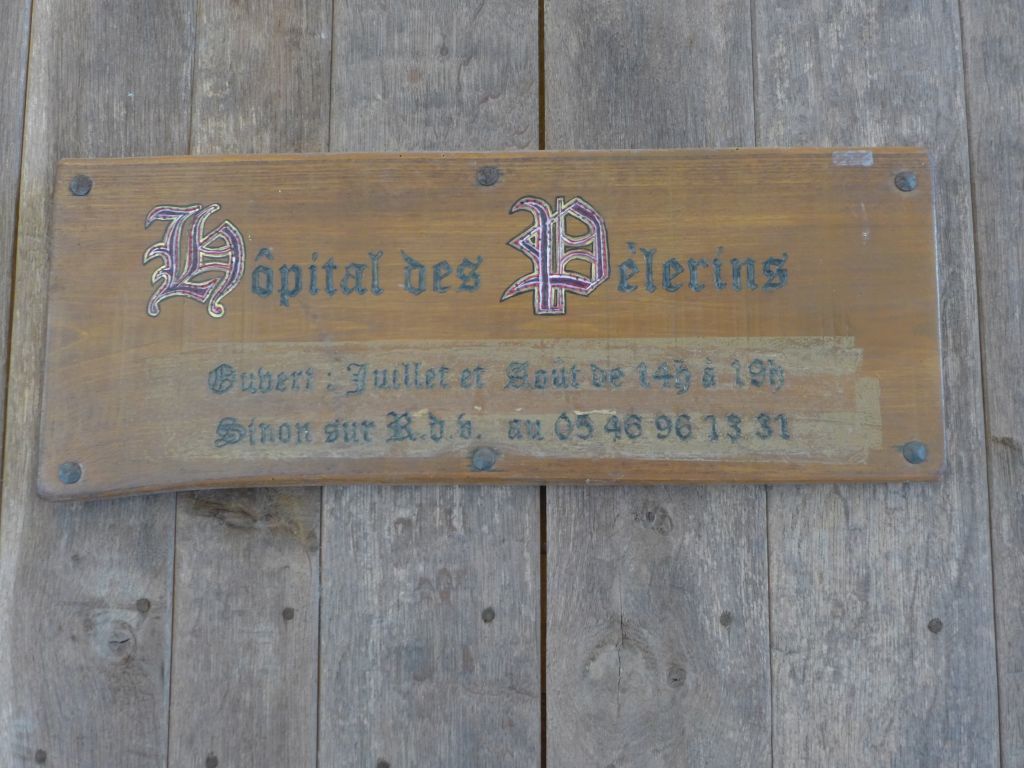 Hôpital des Pèlerins
Ouvert : Juillet et Août de 14h à 19h
Sinon sur R.d.v. au 05 46 96 13 31